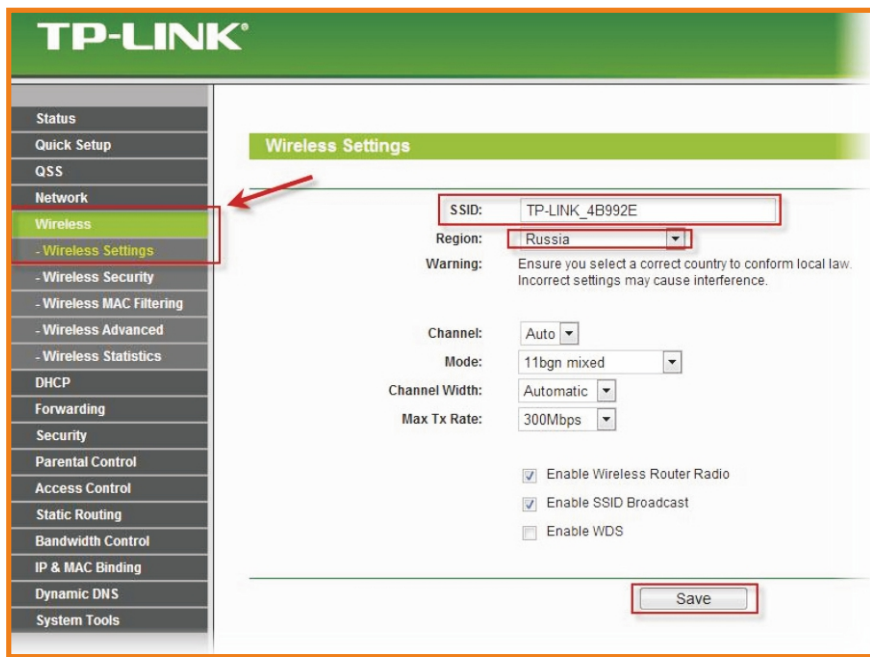 TP-LINK®
Status
Quick Setup
QSS
Network
Wireless
- Wireless Settings
- Wireless Security
- Wireless MAC Filtering
- Wireless Advanced
- Wireless Statistics
DHCP
Forwarding
Security
Parental Control
Access Control
Static Routing
Bandwidth Control
IP & MAC Binding
Dynamic DNS
System Tools
Wireless Settings
SSID: TP-LINK_4B992E
Region: Russia
Warning: Ensure you select a correct country to conform local law.
Incorrect settings may cause interference.
Channel: Auto
Mode: 11bgn mixed
Channel Width: Automatic
Max Tx Rate: 300Mbps
Enable Wireless Router Radio
Enable SSID Broadcast
Enable WDS
Save